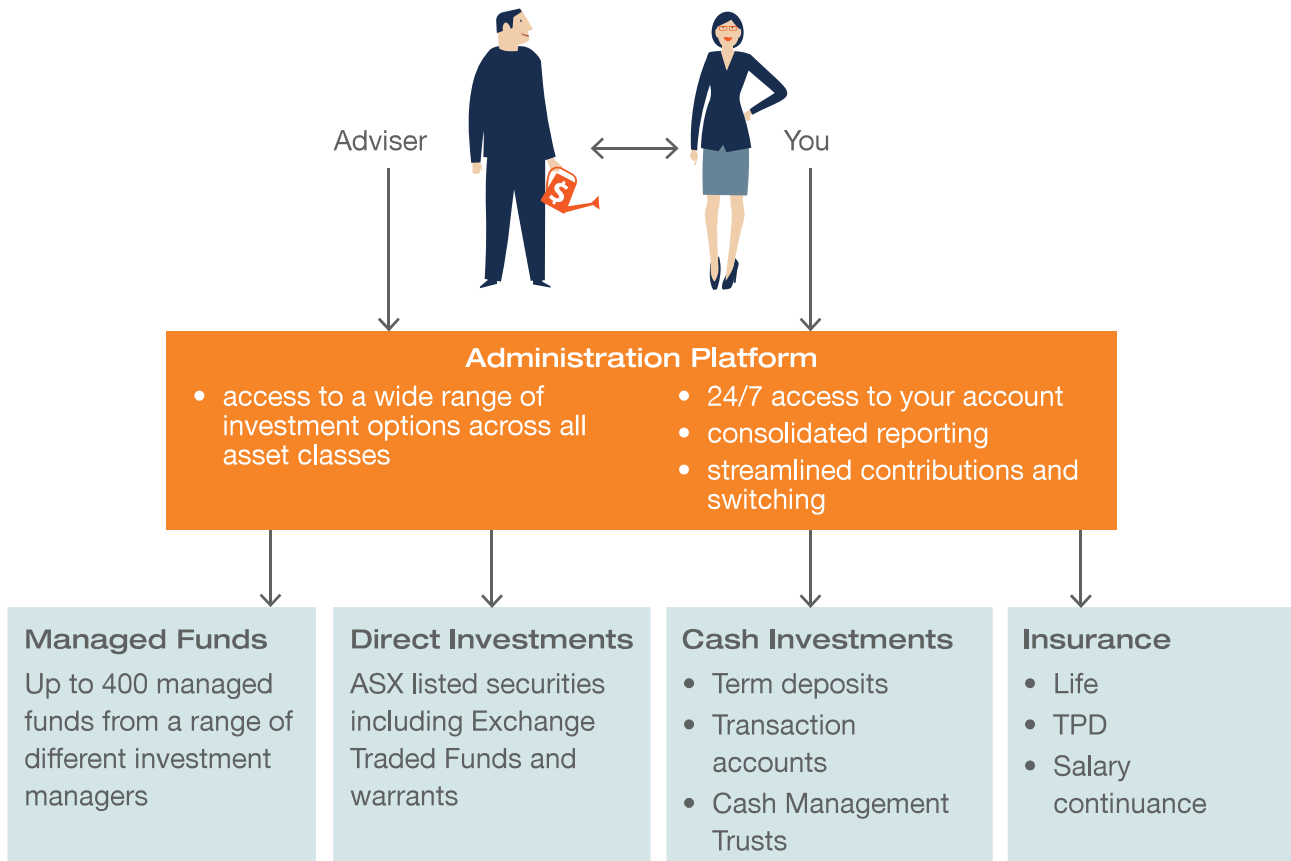 Adviser
You
$
Administration Platform
• access to a wide range of
investment options across all
asset classes
• 24/7 access to your account
• consolidated reporting
• streamlined contributions and
switching
Managed Funds
Up to 400 managed
funds from a range of
different investment
managers
Direct Investments
ASX listed securities
including Exchange
Traded Funds and
warrants
Cash Investments
• Term deposits
• Transaction
accounts
• Cash Management
Trusts
Insurance
• Life
• TPD
• Salary
continuance